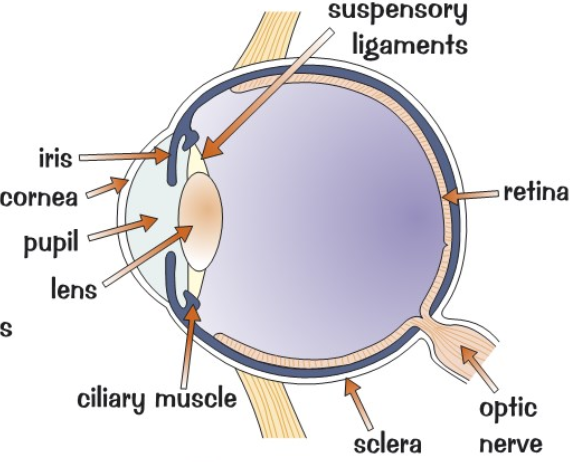 suspensory
ligaments
iris
cornea
retina
pupil
lens
s
ciliary muscle
optic
nerve
sclera